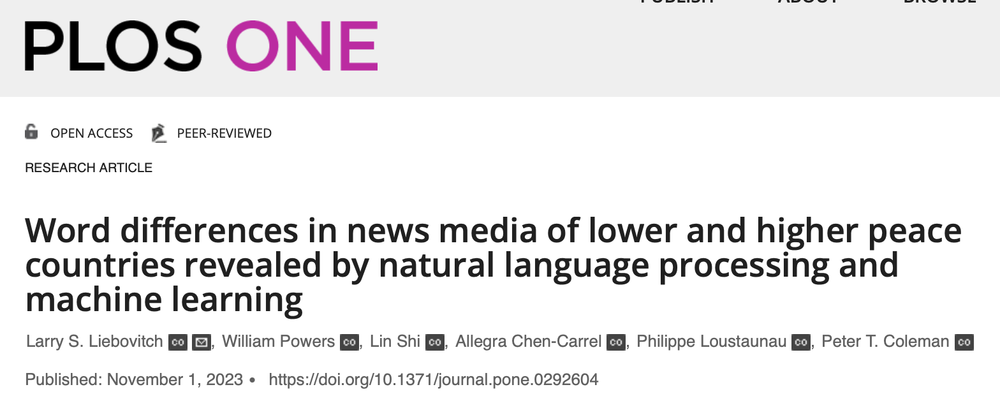 PUBLISH ABOUT BROWSE
PLOS ONE
OPEN ACCESS PEER-REVIEWED
RESEARCH ARTICLE
Word differences in news media of lower and higher peace
countries revealed by natural language processing and
machine learning
Larry S. Liebovitch co, William Powers co, Lin Shi co, Allegra Chen-Carrel co, Philippe Loustaunau co, Peter T. Coleman co
Published: November 1, 2023 • https://doi.org/10.1371/journal.pone.0292604